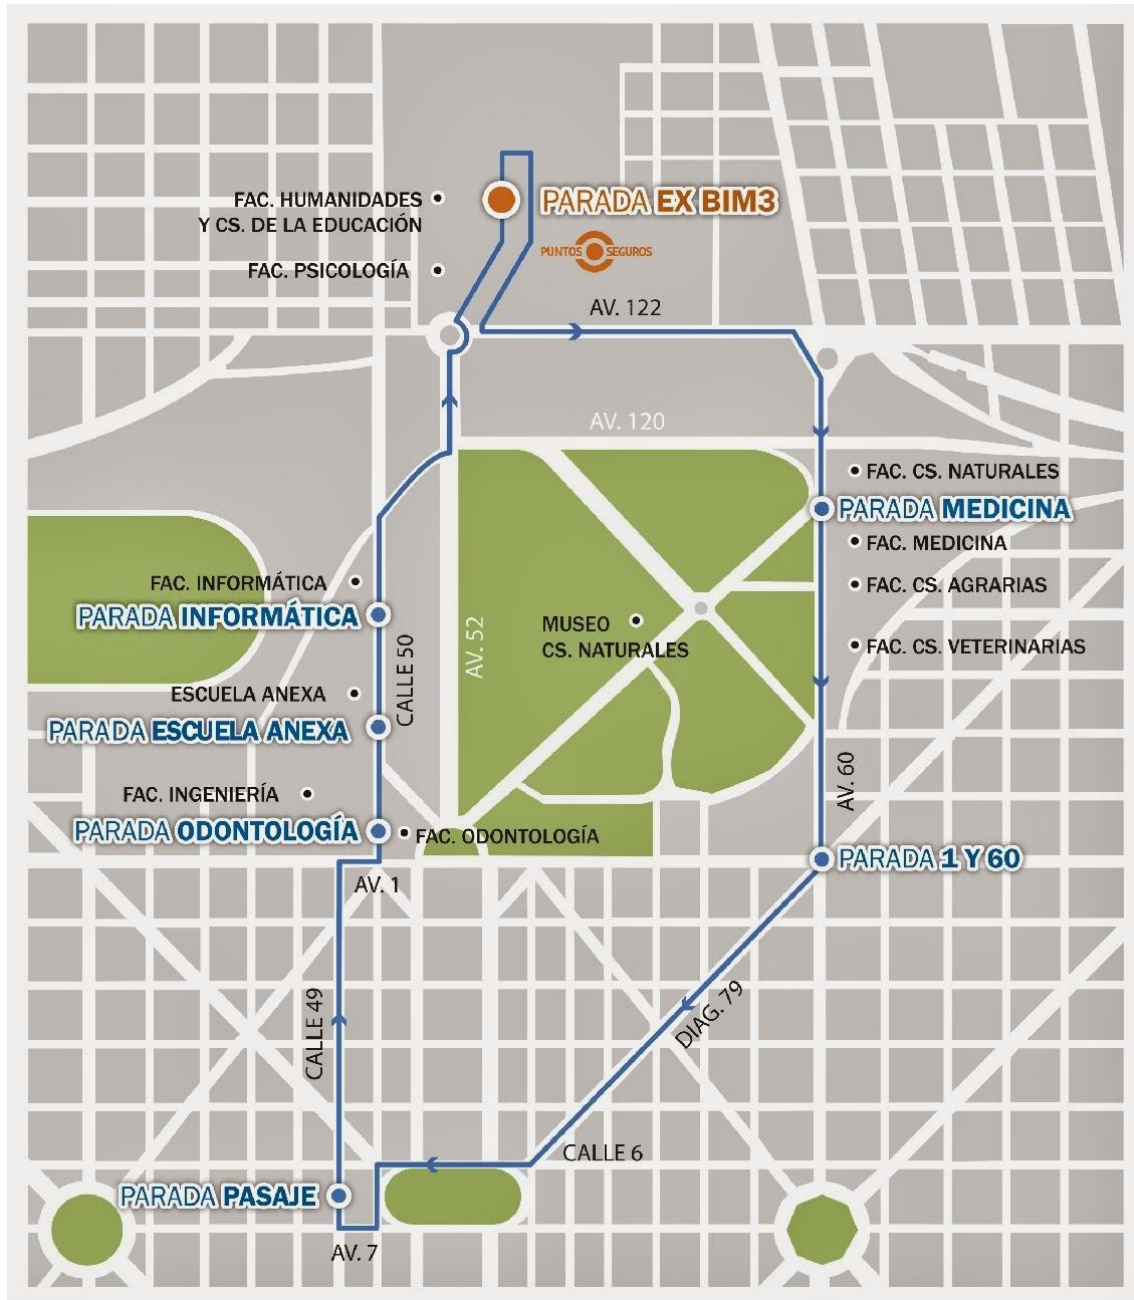 FAC. HUMANIDADES
Y CS. DE LA EDUCACIÓN
PARADA EX BIM3
PUNTOS SEGUROS
FAC. PSICOLOGÍA
AV. 122
AV. 120
FAC. CS. NATURALES
PARADA MEDICINA
FAC. MEDICINA
FAC. INFORMÁTICA
FAC. CS. AGRARIAS
PARADA INFORMÁTICA
MUSEO
CS. NATURALES
AV. 52
CALLE 50
FAC. CS. VETERINARIAS
ESCUELA ANEXA
PARADA ESCUELA ANEXA
AV. 60
FAC. INGENIERÍA
PARADA ODONTOLOGÍA
FAC. ODONTOLOGÍA
PARADA 1 Y 60
AV. 1
CALLE 49
DIAG. 79
CALLE 6
PARADA PASAJE
AV. 7